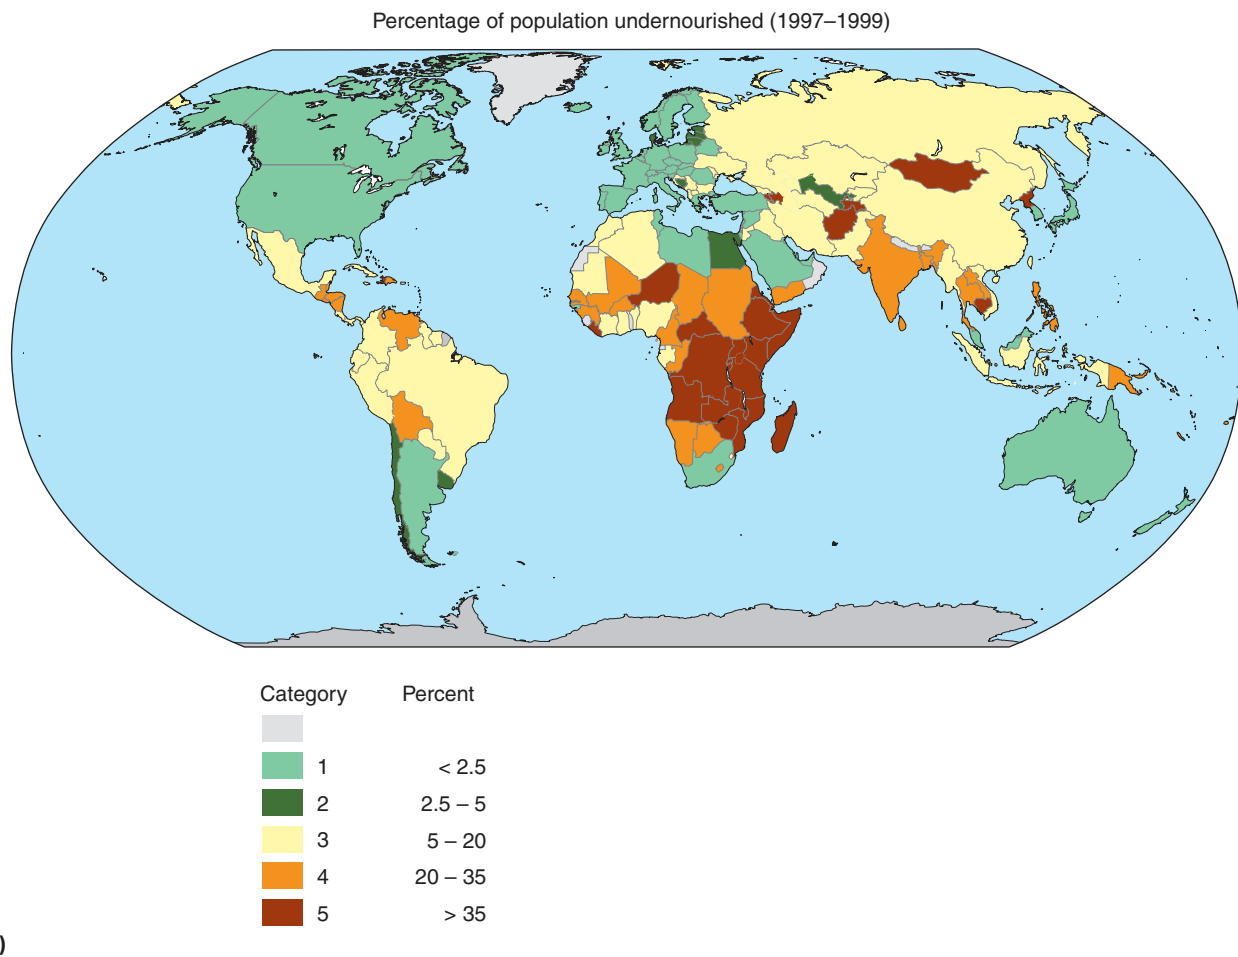 Percentage of population undernourished (1997–1999)
Category Percent
1 < 2.5
2 2.5 – 5
3 5 – 20
4 20 – 35
5 > 35
)